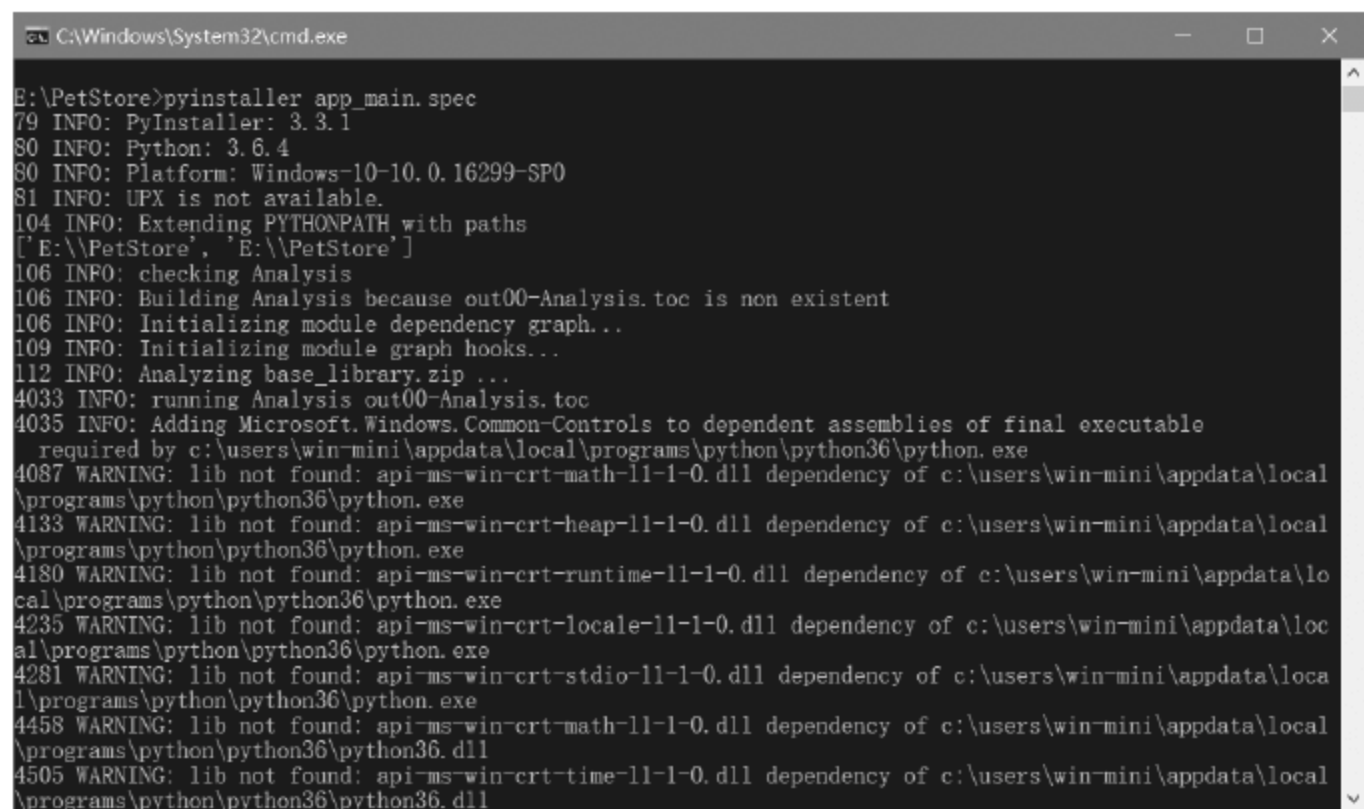 C:\Windows\System32\cmd.exe
E:\PetStore>pyinstaller app_main.spec
79 INFO: PyInstaller: 3.3.1
80 INFO: Python: 3.6.4
80 INFO: Platform: Windows-10-10.0.16299-SP0
81 INFO: UPX is not available.
104 INFO: Extending PYTHONPATH with paths
['E:\\PetStore', 'E:\\PetStore']
106 INFO: checking Analysis
106 INFO: Building Analysis because out00-Analysis.toc is non existent
106 INFO: Initializing module dependency graph...
109 INFO: Initializing module graph hooks...
112 INFO: Analyzing base_library.zip ...
4033 INFO: running Analysis out00-Analysis.toc
4035 INFO: Adding Microsoft.Windows.Common-Controls to dependent assemblies of final executable
  required by c:\users\win-mini\appdata\local\programs\python\python36\python.exe
4087 WARNING: lib not found: api-ms-win-crt-math-l1-1-0.dll dependency of c:\users\win-mini\appdata\local
\programs\python\python36\python.exe
4133 WARNING: lib not found: api-ms-win-crt-heap-l1-1-0.dll dependency of c:\users\win-mini\appdata\local
\programs\python\python36\python.exe
4180 WARNING: lib not found: api-ms-win-crt-runtime-l1-1-0.dll dependency of c:\users\win-mini\appdata\lo
cal\programs\python\python36\python.exe
4235 WARNING: lib not found: api-ms-win-crt-locale-l1-1-0.dll dependency of c:\users\win-mini\appdata\loc
al\programs\python\python36\python.exe
4281 WARNING: lib not found: api-ms-win-crt-stdio-l1-1-0.dll dependency of c:\users\win-mini\appdata\loca
l\programs\python\python36\python.exe
4458 WARNING: lib not found: api-ms-win-crt-math-l1-1-0.dll dependency of c:\users\win-mini\appdata\local
\programs\python\python36\python36.dll
4505 WARNING: lib not found: api-ms-win-crt-time-l1-1-0.dll dependency of c:\users\win-mini\appdata\local
\programs\python\python36\python36.dll